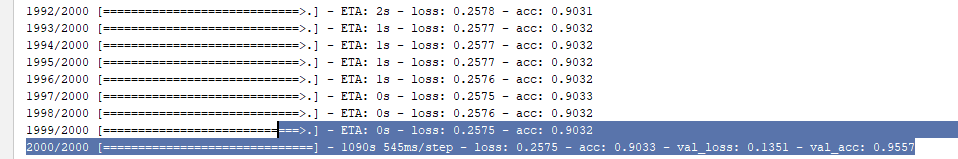 1992/2000 [==============================>.] - ETA: 2s - loss: 0.2578 - acc: 0.9031
1993/2000 [==============================>.] - ETA: 1s - loss: 0.2577 - acc: 0.9032
1994/2000 [==============================>.] - ETA: 1s - loss: 0.2577 - acc: 0.9032
1995/2000 [==============================>.] - ETA: 1s - loss: 0.2577 - acc: 0.9032
1996/2000 [==============================>.] - ETA: 1s - loss: 0.2576 - acc: 0.9032
1997/2000 [==============================>.] - ETA: 0s - loss: 0.2575 - acc: 0.9033
1998/2000 [==============================>.] - ETA: 0s - loss: 0.2576 - acc: 0.9032
1999/2000 [==============================>.] - ETA: 0s - loss: 0.2575 - acc: 0.9032
2000/2000 [================================] - 1090s 545ms/step - loss: 0.2575 - acc: 0.9033 - val_loss: 0.1351 - val_acc: 0.9557